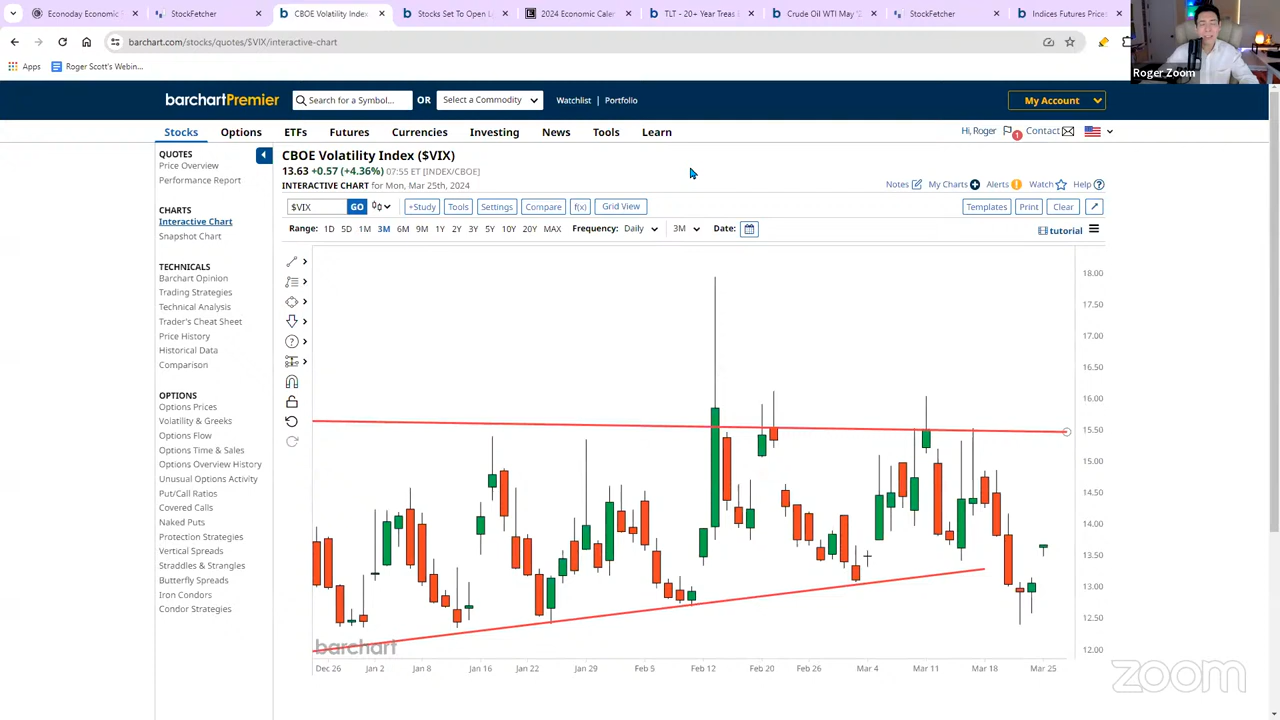 Econoday Economic
StockFetcher
CBOE Volatility Index
Stocks Set To Open L
2024 Economic Caler
TLT - 20+ Year Treas
Crude Oil WTI May '2
StockFetcher
Indices Futures Price
barchart.com/stocks/quotes/$VIX/interactive-chart
Apps Roger Scott's Webin...
Roger Zoom
barchartPremier Search for a Symbol... OR Select a Commodity Watchlist | Portfolio My Account
Stocks Options ETFs Futures Currencies Investing News Tools Learn Hi, Roger 1 Contact
QUOTES
Price Overview
Performance Report
CHARTS
Interactive Chart
Snapshot Chart
TECHNICALS
Barchart Opinion
Trading Strategies
Technical Analysis
Trader's Cheat Sheet
Price History
Historical Data
Comparison
OPTIONS
Options Prices
Volatility & Greeks
Options Flow
Options Time & Sales
Options Overview History
Unusual Options Activity
Put/Call Ratios
Covered Calls
Naked Puts
Protection Strategies
Vertical Spreads
Straddles & Strangles
Butterfly Spreads
Iron Condors
Condor Strategies
CBOE Volatility Index ($VIX)
13.63 +0.57 (+4.36%) 07:55 ET [INDEX/CBOE]
INTERACTIVE CHART for Mon, Mar 25th, 2024
Notes My Charts Alerts Watch Help
$VIX GO +Study Tools Settings Compare f(x) Grid View Templates Print Clear
Range: 1D 5D 1M 3M 6M 9M 1Y 2Y 3Y 5Y 10Y 20Y MAX Frequency: Daily 3M Date: tutorial
18.00
17.50
17.00
16.50
16.00
15.50
15.00
14.50
14.00
13.50
13.00
12.50
12.00
barchart
Dec 26 Jan 2 Jan 8 Jan 16 Jan 22 Jan 29 Feb 5 Feb 12 Feb 20 Feb 26 Mar 4 Mar 11 Mar 18 Mar 25
zoom